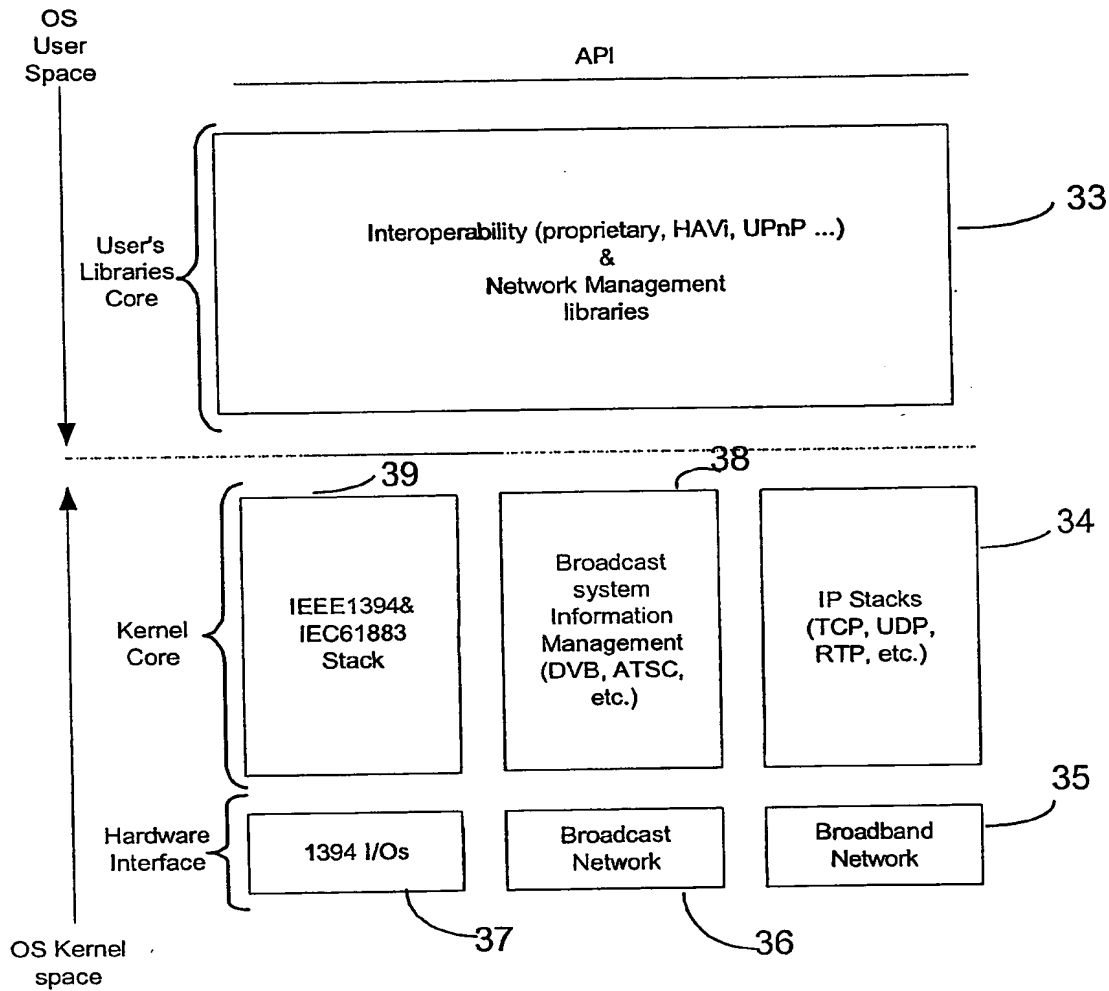 OS
User
Space
API
33
User's
Libraries
Core
Interoperability (proprietary, HAVi, UPnP ...)
&
Network Management
libraries
39
38
34
Kernel
Core
IEEE1394&
IEC61883
Stack
Broadcast
system
Information
Management
(DVB, ATSC,
etc.)
IP Stacks
(TCP, UDP,
RTP, etc.)
35
Hardware
Interface
1394 I/Os
Broadcast
Network
Broadband
Network
37
36
OS Kernel
space